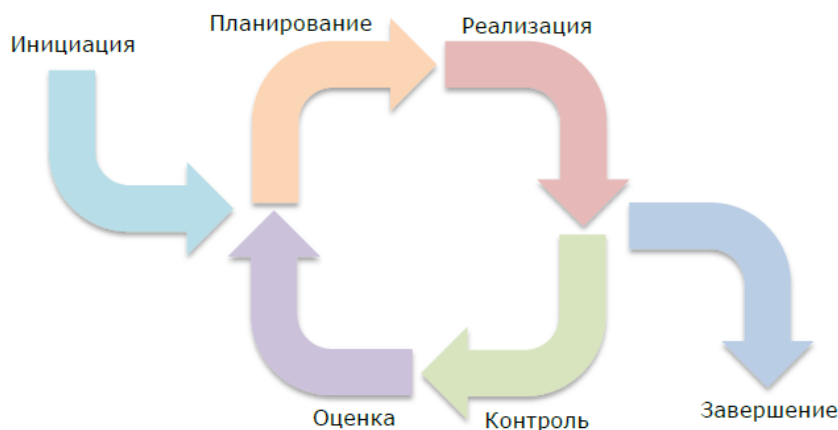 Инициация
Планирование
Реализация
Оценка
Контроль
Завершение